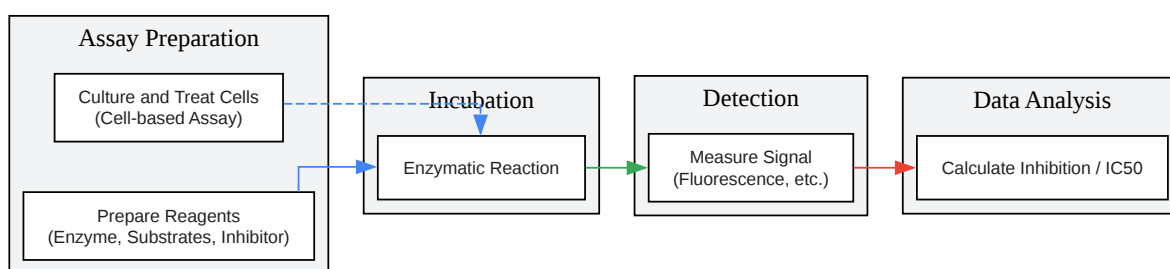 Assay Preparation
Culture and Treat Cells
(Cell-based Assay)
Prepare Reagents
(Enzyme, Substrates, Inhibitor)
Incubation
Enzymatic Reaction
Detection
Measure Signal
(Fluorescence, etc.)
Data Analysis
Calculate Inhibition / IC50